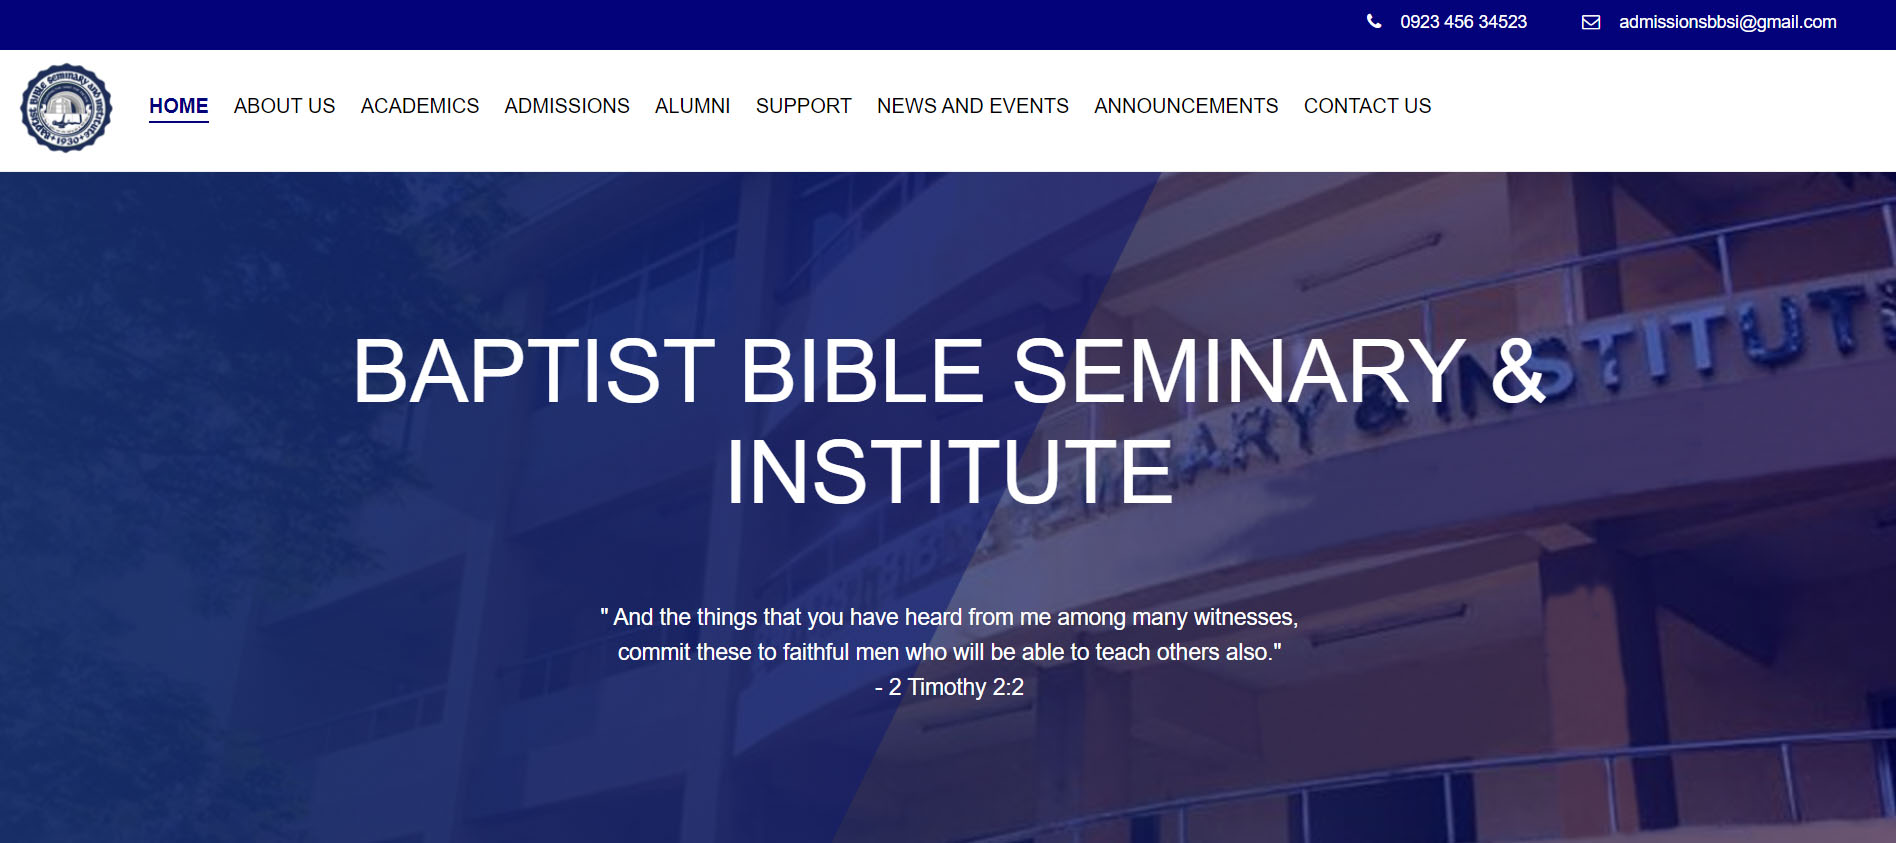 0923 456 34523
admissionsbbsi@gmail.com
BAPTIST BIBLE SEMINARY AND INSTITUTE
1930
HOME
ABOUT US
ACADEMICS
ADMISSIONS
ALUMNI
SUPPORT
NEWS AND EVENTS
ANNOUNCEMENTS
CONTACT US
BAPTIST BIBLE SEMINARY &
INSTITUTE
" And the things that you have heard from me among many witnesses,
commit these to faithful men who will be able to teach others also."
- 2 Timothy 2:2